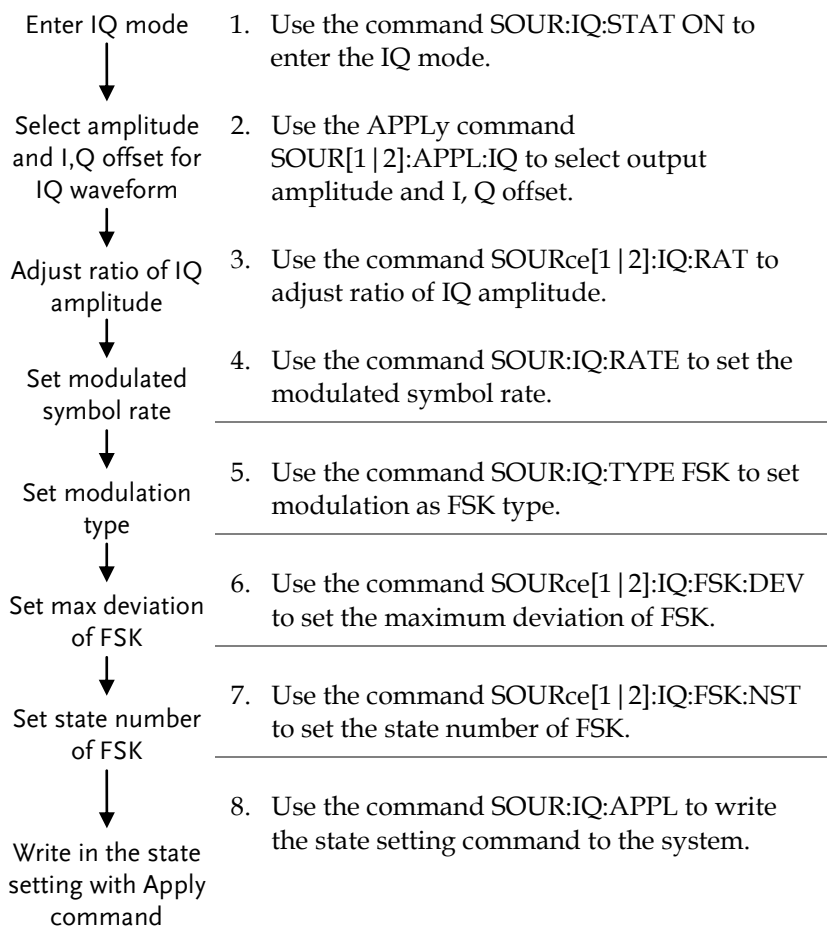 Enter IQ mode
1. Use the command SOUR:IQ:STAT ON to
enter the IQ mode.
Select amplitude
and I,Q offset for
IQ waveform
2. Use the APPLy command
SOUR[1|2]:APPL:IQ to select output
amplitude and I, Q offset.
Adjust ratio of IQ
amplitude
3. Use the command SOURce[1|2]:IQ:RAT to
adjust ratio of IQ amplitude.
Set modulated
symbol rate
4. Use the command SOUR:IQ:RATE to set the
modulated symbol rate.
Set modulation
type
5. Use the command SOUR:IQ:TYPE FSK to set
modulation as FSK type.
Set max deviation
of FSK
6. Use the command SOURce[1|2]:IQ:FSK:DEV
to set the maximum deviation of FSK.
Set state number
of FSK
7. Use the command SOURce[1|2]:IQ:FSK:NST
to set the state number of FSK.
Write in the state
setting with Apply
command
8. Use the command SOUR:IQ:APPL to write
the state setting command to the system.